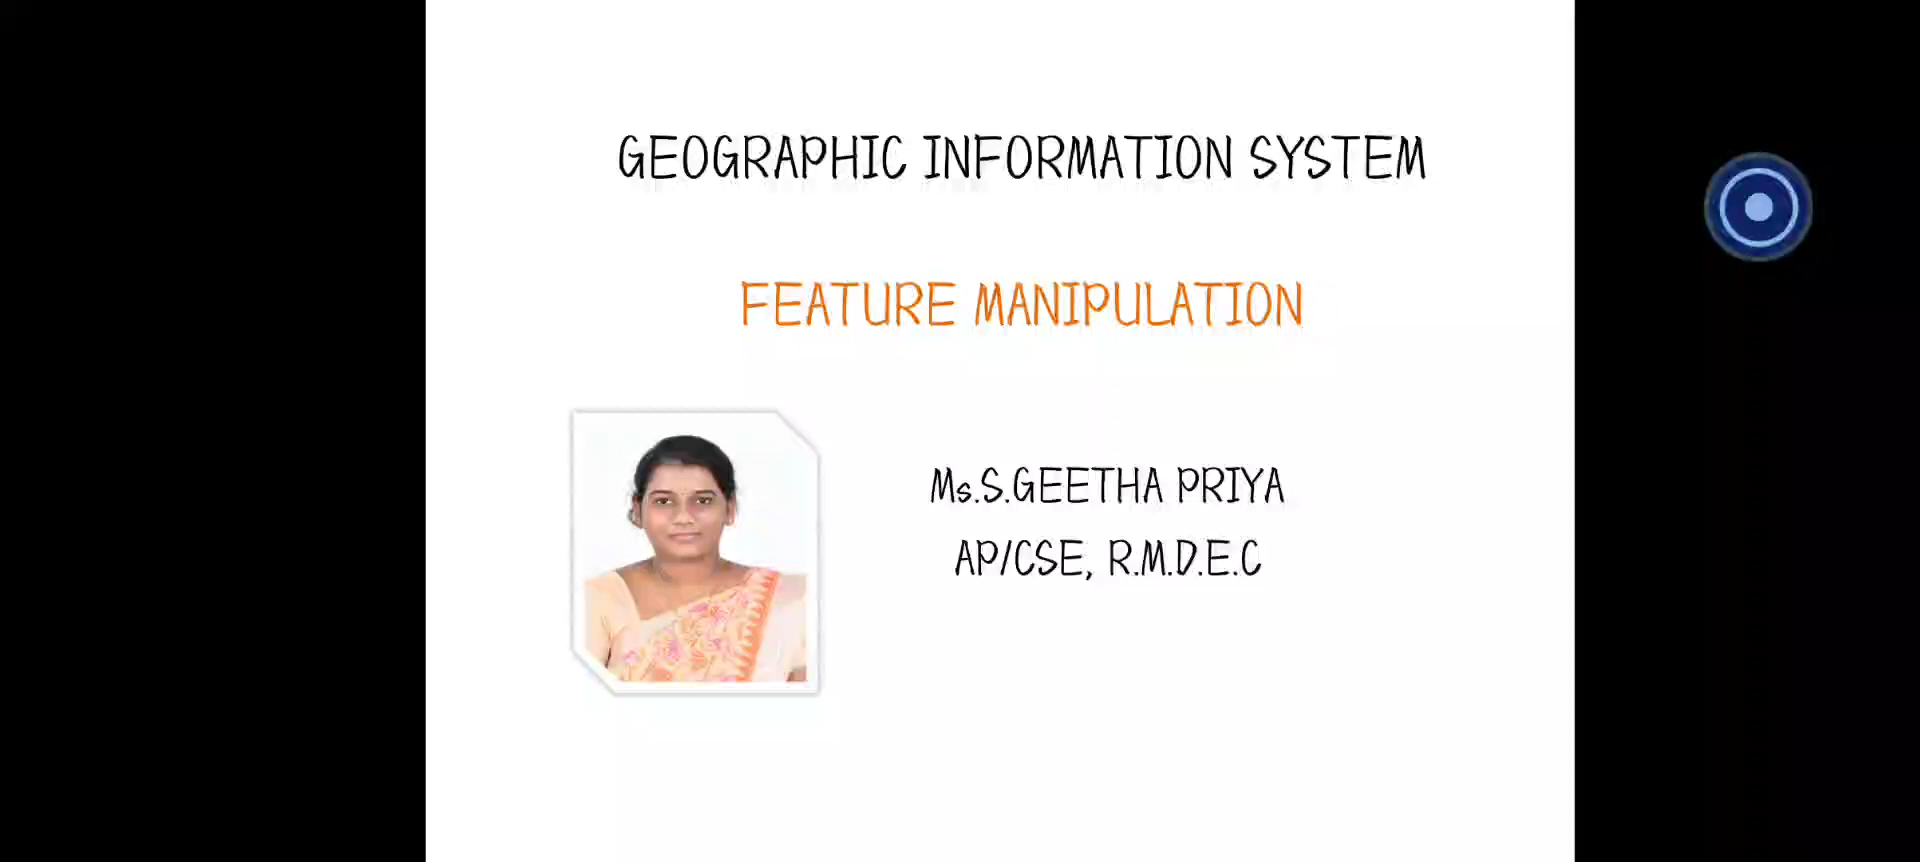 GEOGRAPHIC INFORMATION SYSTEM
FEATURE MANIPULATION
Ms.S.GEETHA PRIYA
AP/CSE, R.M.D.E.C